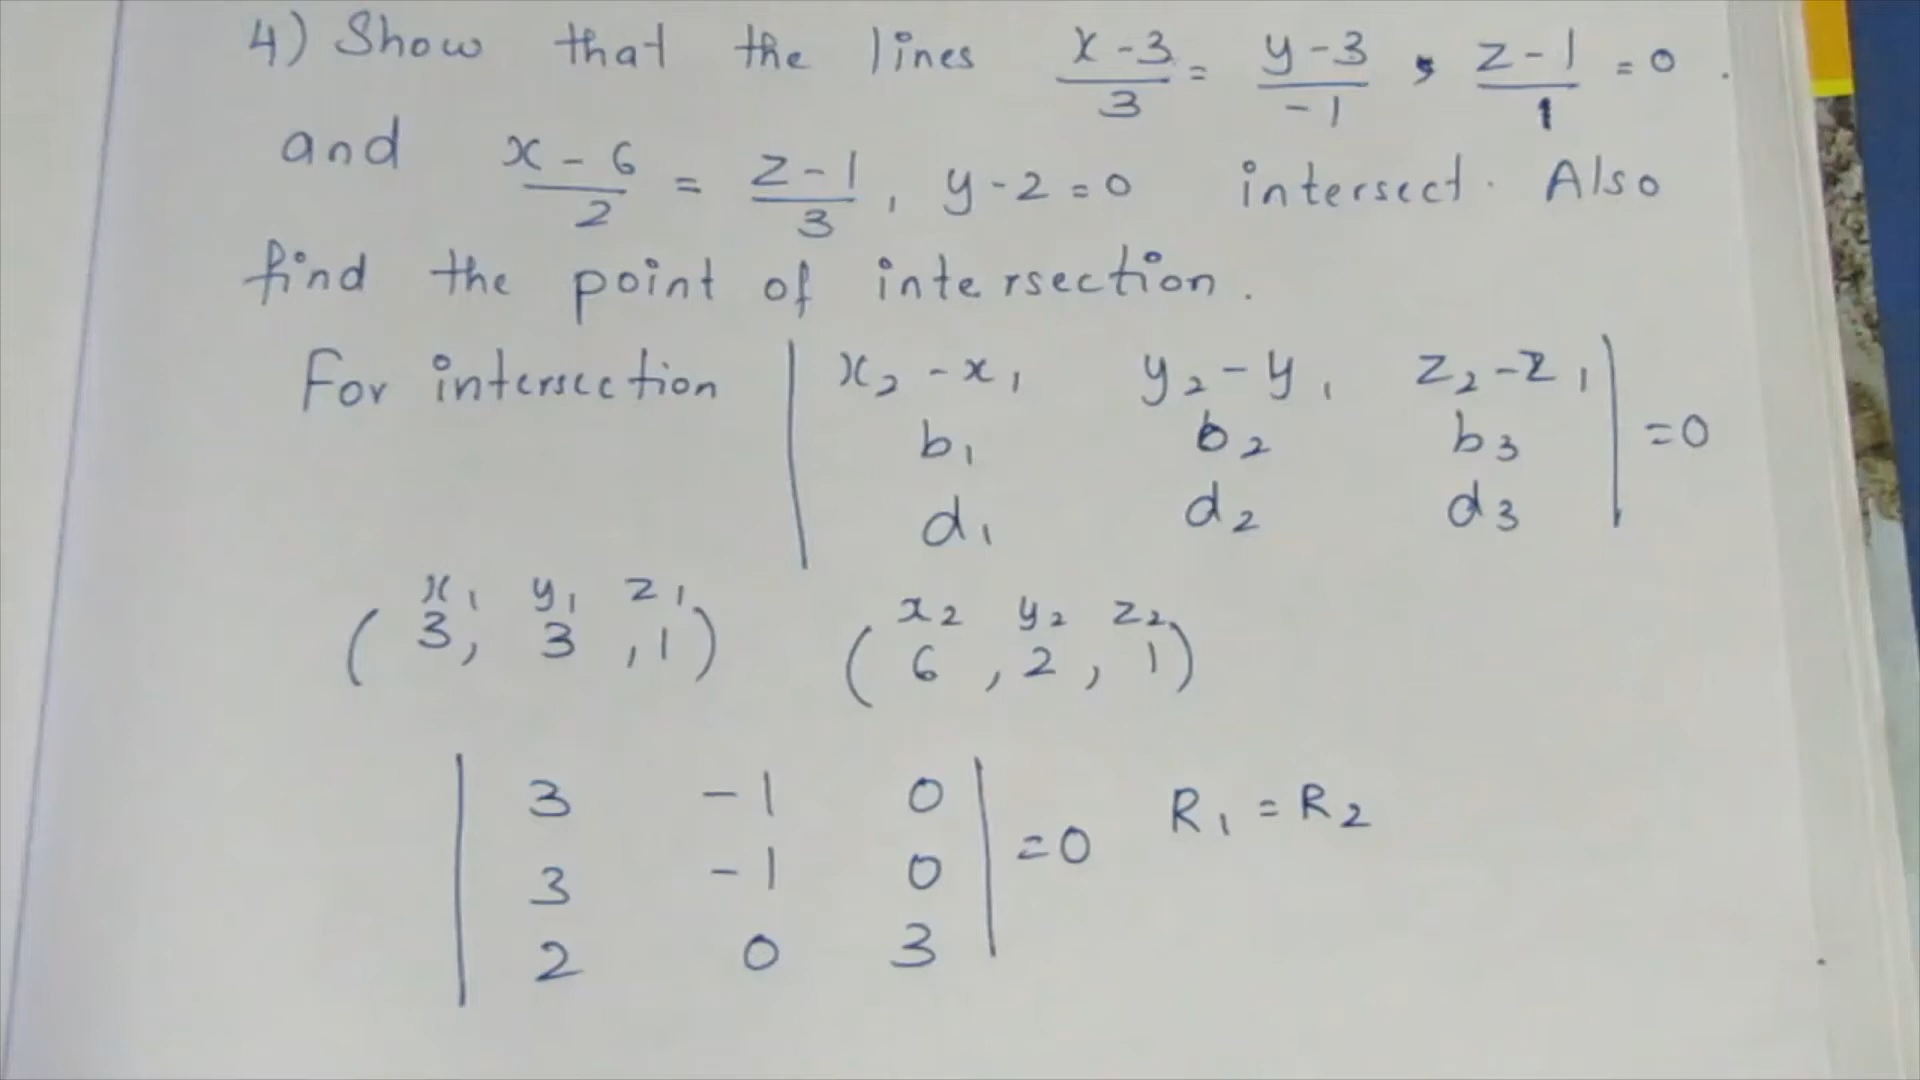 4) Show that the lines x-3/3 = y-3/-1 , z-1/1 = 0 .
and x-6/2 = z-1/3 , y-2=0 intersect. Also
find the point of intersection.
For intersection | x₂-x₁ y₂-y₁ z₂-z₁ |
| b₁ b₂ b₃ | =0
| d₁ d₂ d₃ |
x₁ y₁ z₁ x₂ y₂ z₂
(3, 3, 1) (6, 2, 1)
| 3 -1 0 | R₁ = R₂
| 3 -1 0 | =0
| 2 0 3 |